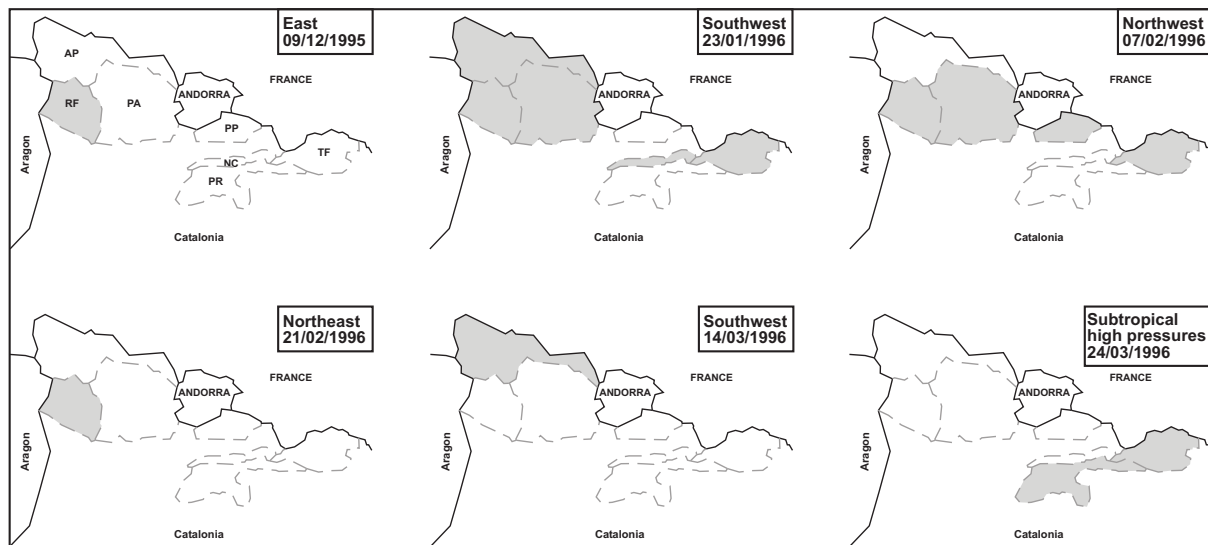 East
09/12/1995
AP
FRANCE
RF
PA
ANDORRA
PP
TF
NC
PR
Aragon
Catalonia
Southwest
23/01/1996
FRANCE
ANDORRA
Aragon
Catalonia
Northwest
07/02/1996
FRANCE
ANDORRA
Aragon
Catalonia
Northeast
21/02/1996
FRANCE
ANDORRA
Aragon
Catalonia
Southwest
14/03/1996
FRANCE
ANDORRA
Aragon
Catalonia
Subtropical
high pressures
24/03/1996
FRANCE
ANDORRA
Aragon
Catalonia